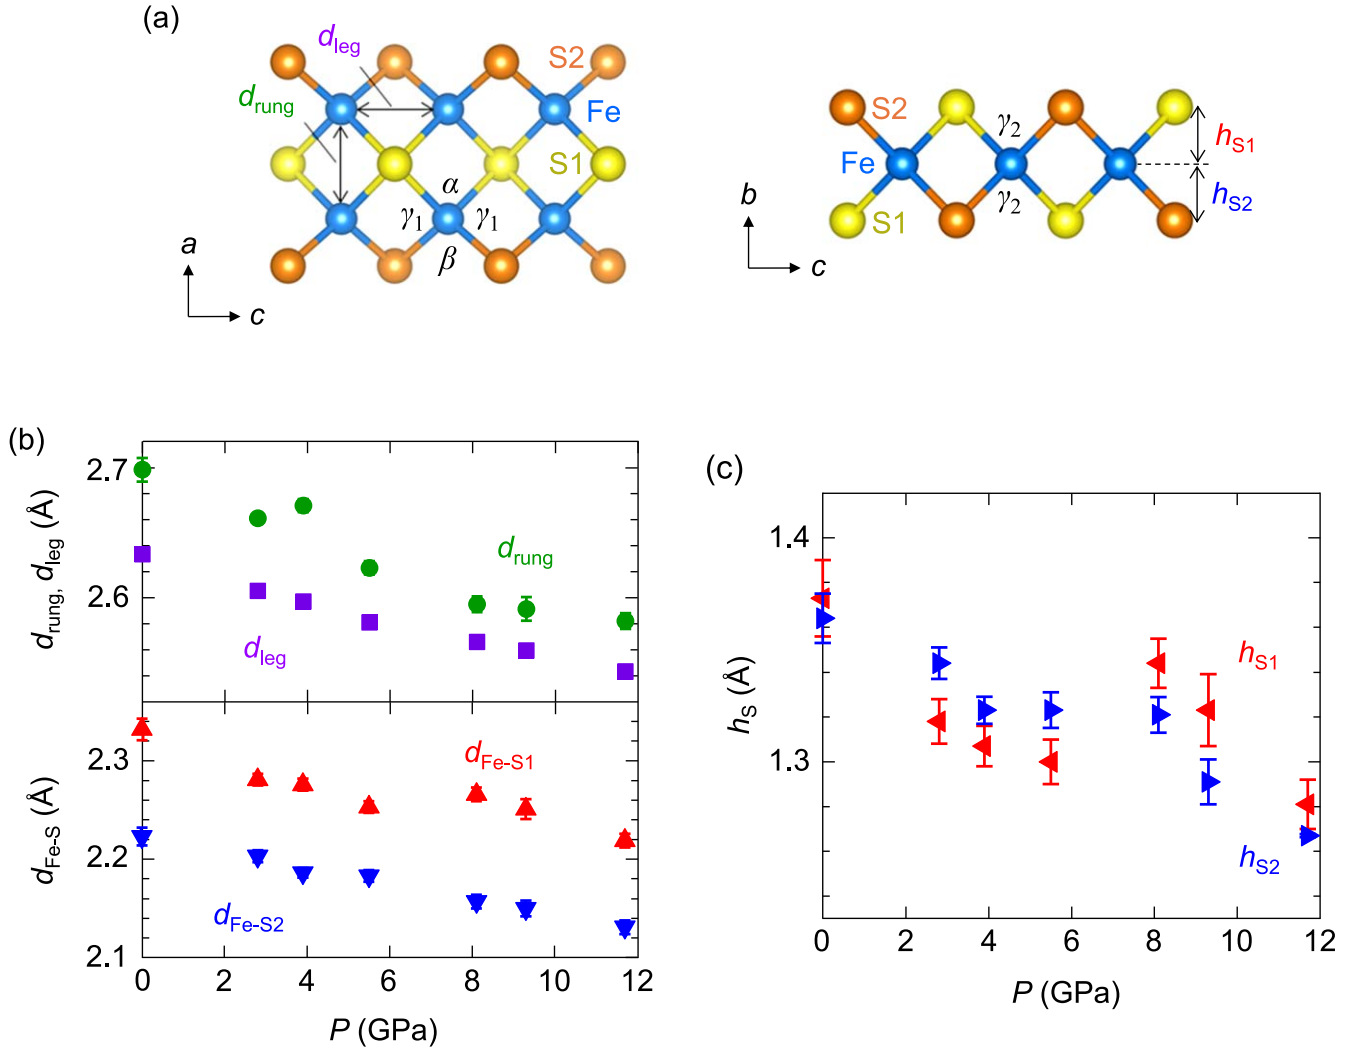 (a)
d_leg
S2
d_rung
Fe
S1
α
γ₁ γ₁
β
a
c
S2
γ₂
h_S1
Fe
h_S2
γ₂
S1
b
c
(b)
d_rung, d_leg (Å)
2.7
2.6
d_rung
d_leg
d_Fe-S (Å)
2.3
2.2
2.1
d_Fe-S1
d_Fe-S2
0 2 4 6 8 10 12
P (GPa)
(c)
h_S (Å)
1.4
1.3
h_S1
h_S2
0 2 4 6 8 10 12
P (GPa)